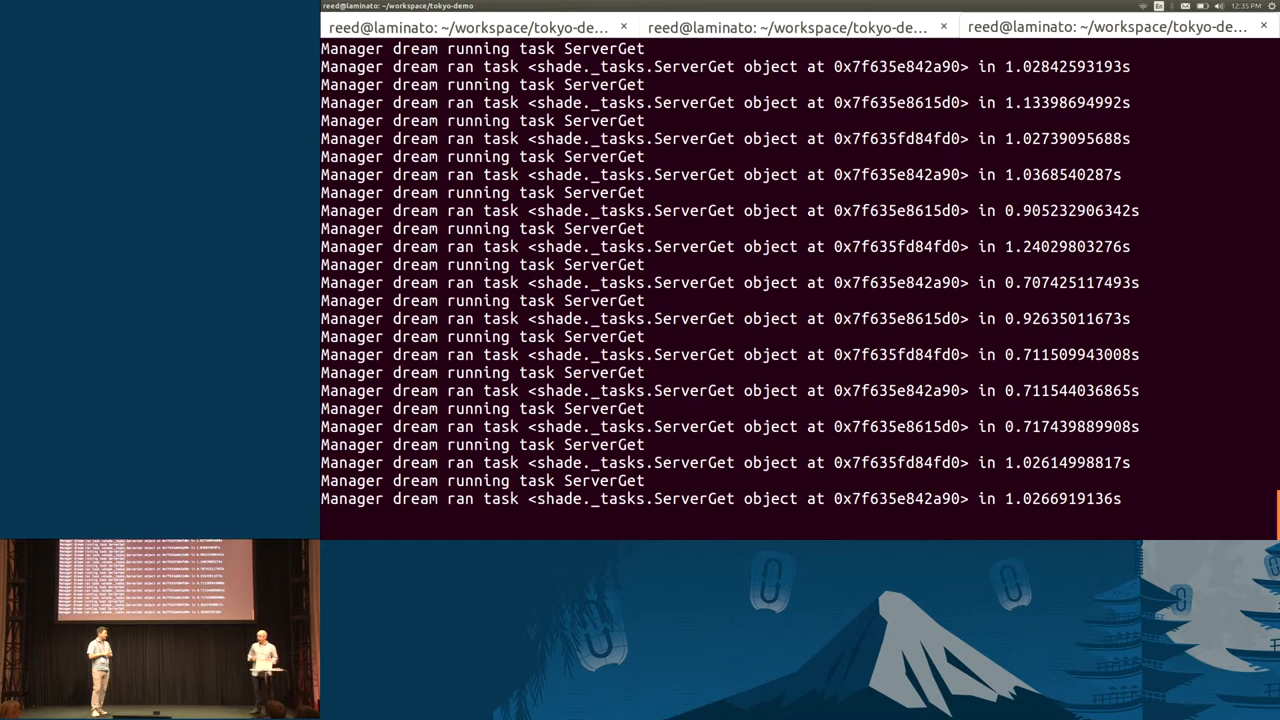 reed@laminato: ~/workspace/tokyo-demo
En
12:35 PM
reed@laminato: ~/workspace/tokyo-de... ×
reed@laminato: ~/workspace/tokyo-de... ×
reed@laminato: ~/workspace/tokyo-de... ×
Manager dream running task ServerGet
Manager dream ran task <shade._tasks.ServerGet object at 0x7f635e842a90> in 1.02842593193s
Manager dream running task ServerGet
Manager dream ran task <shade._tasks.ServerGet object at 0x7f635e8615d0> in 1.13398694992s
Manager dream running task ServerGet
Manager dream ran task <shade._tasks.ServerGet object at 0x7f635fd84fd0> in 1.02739095688s
Manager dream running task ServerGet
Manager dream ran task <shade._tasks.ServerGet object at 0x7f635e842a90> in 1.0368540287s
Manager dream running task ServerGet
Manager dream ran task <shade._tasks.ServerGet object at 0x7f635e8615d0> in 0.905232906342s
Manager dream running task ServerGet
Manager dream ran task <shade._tasks.ServerGet object at 0x7f635fd84fd0> in 1.24029803276s
Manager dream running task ServerGet
Manager dream ran task <shade._tasks.ServerGet object at 0x7f635e842a90> in 0.707425117493s
Manager dream running task ServerGet
Manager dream ran task <shade._tasks.ServerGet object at 0x7f635e8615d0> in 0.92635011673s
Manager dream running task ServerGet
Manager dream ran task <shade._tasks.ServerGet object at 0x7f635fd84fd0> in 0.711509943008s
Manager dream running task ServerGet
Manager dream ran task <shade._tasks.ServerGet object at 0x7f635e842a90> in 0.711544036865s
Manager dream running task ServerGet
Manager dream ran task <shade._tasks.ServerGet object at 0x7f635e8615d0> in 0.717439889908s
Manager dream running task ServerGet
Manager dream ran task <shade._tasks.ServerGet object at 0x7f635fd84fd0> in 1.02614998817s
Manager dream running task ServerGet
Manager dream ran task <shade._tasks.ServerGet object at 0x7f635e842a90> in 1.0266919136s